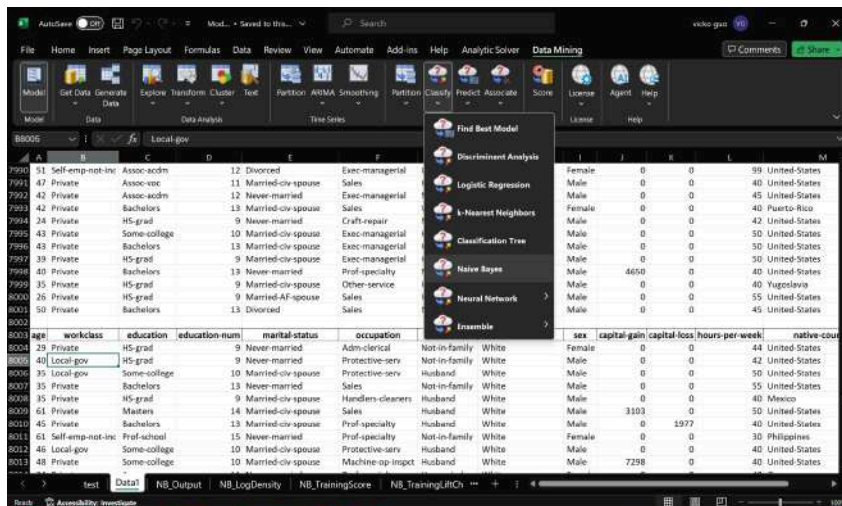 AutoSave Off Mod... • Saved to this... Search vicko guo VG
File Home Insert Page Layout Formulas Data Review View Automate Add-ins Help Analytic Solver Data Mining Comments Share
Model Get Data Generate Data Explore Transform Cluster Text Partition ARIMA Smoothing Partition Classify Predict Associate Score License Agent Help
Model Data Data Analysis Time Series License Help
B8005 fx Local-gov
Find Best Model
Discriminant Analysis
Logistic Regression
k-Nearest Neighbors
Classification Tree
Naive Bayes
Neural Network
Ensemble
A B C D E F I J K L M
7990 51 Self-emp-not-inc Assoc-acdm 12 Divorced Exec-managerial Female 0 0 99 United-States
7991 47 Private Assoc-voc 11 Married-civ-spouse Sales Male 0 0 40 United-States
7992 42 Private Assoc-acdm 12 Never-married Exec-managerial Male 0 0 45 United-States
7993 42 Private Bachelors 13 Married-civ-spouse Sales Female 0 0 40 Puerto-Rico
7994 24 Private HS-grad 9 Never-married Craft-repair Male 0 0 42 United-States
7995 43 Private Some-college 10 Married-civ-spouse Exec-managerial Male 0 0 50 United-States
7996 43 Private Bachelors 13 Married-civ-spouse Exec-managerial Male 0 0 50 United-States
7997 39 Private HS-grad 9 Married-civ-spouse Exec-managerial Male 0 0 50 United-States
7998 40 Private Bachelors 13 Never-married Prof-specialty Male 4650 0 40 United-States
7999 35 Private HS-grad 9 Married-civ-spouse Other-service Male 0 0 40 Yugoslavia
8000 26 Private HS-grad 9 Married-AF-spouse Sales Male 0 0 55 United-States
8001 50 Private Bachelors 13 Divorced Sales Male 0 0 45 United-States
8002
8003 age workclass education education-num marital-status occupation sex capital-gain capital-loss hours-per-week native-coun
8004 29 Private HS-grad 9 Never-married Adm-clerical Not-in-family White Female 0 0 44 United-States
8005 40 Local-gov HS-grad 9 Never-married Protective-serv Not-in-family White Male 0 0 42 United-States
8006 35 Local-gov Some-college 10 Married-civ-spouse Protective-serv Husband White Male 0 0 50 United-States
8007 35 Private Bachelors 13 Never-married Sales Not-in-family White Male 0 0 55 United-States
8008 35 Private HS-grad 9 Married-civ-spouse Handlers-cleaners Husband White Male 0 0 40 Mexico
8009 61 Private Masters 14 Married-civ-spouse Sales Husband White Male 3103 0 50 United-States
8010 45 Private Bachelors 13 Married-civ-spouse Prof-specialty Husband White Male 0 1977 40 United-States
8011 61 Self-emp-not-inc Prof-school 15 Never-married Prof-specialty Not-in-family White Female 0 0 30 Philippines
8012 46 Local-gov Some-college 10 Married-civ-spouse Protective-serv Husband White Male 0 0 40 United-States
8013 48 Private Some-college 10 Married-civ-spouse Machine-op-inspct Husband White Male 7298 0 40 United-States
test Data1 NB_Output NB_LogDensity NB_TrainingScore NB_TrainingLiftCh ...
Ready Accessibility: Investigate